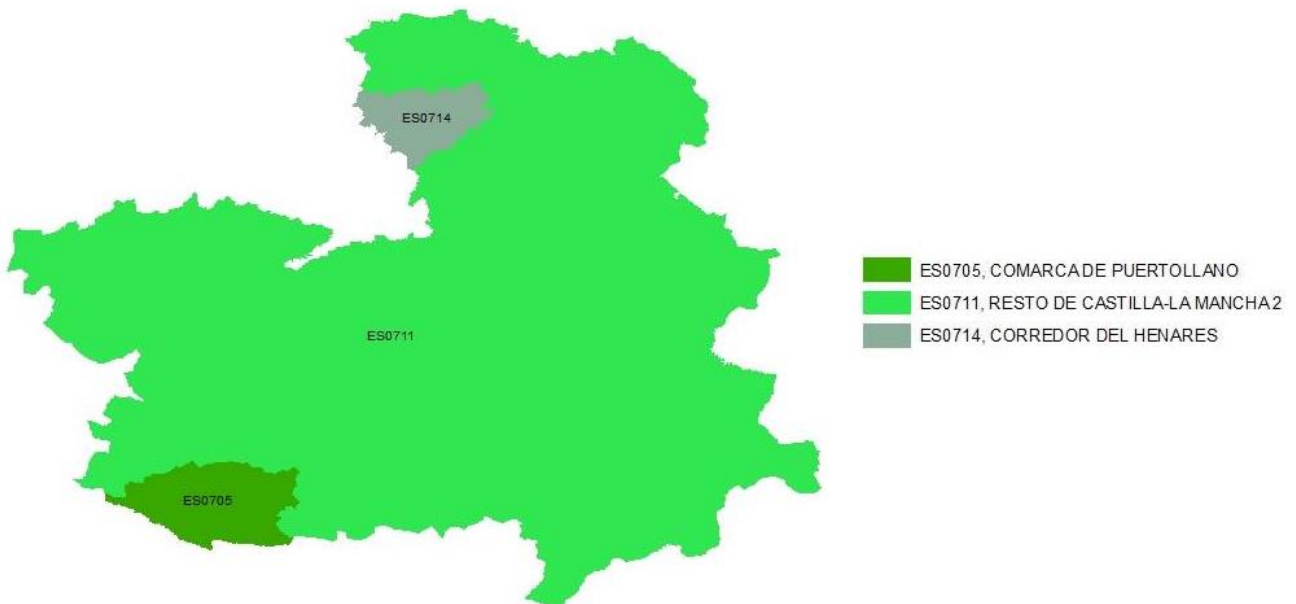 ES0714
ES0711
ES0705
ES0705, COMARCA DE PUERTOLLANO
ES0711, RESTO DE CASTILLA-LA MANCHA 2
ES0714, CORREDOR DEL HENARES